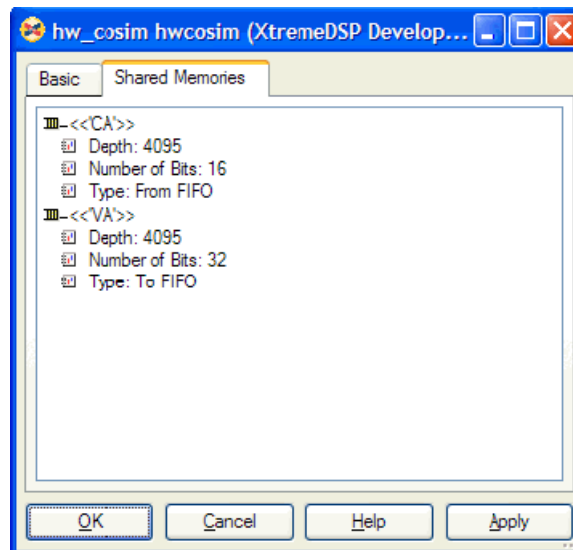 hw_cosim hwcosim (XtremeDSP Develop...
Basic Shared Memories
<<'CA'>>
Depth: 4095
Number of Bits: 16
Type: From FIFO
<<'VA'>>
Depth: 4095
Number of Bits: 32
Type: To FIFO
OK Cancel Help Apply